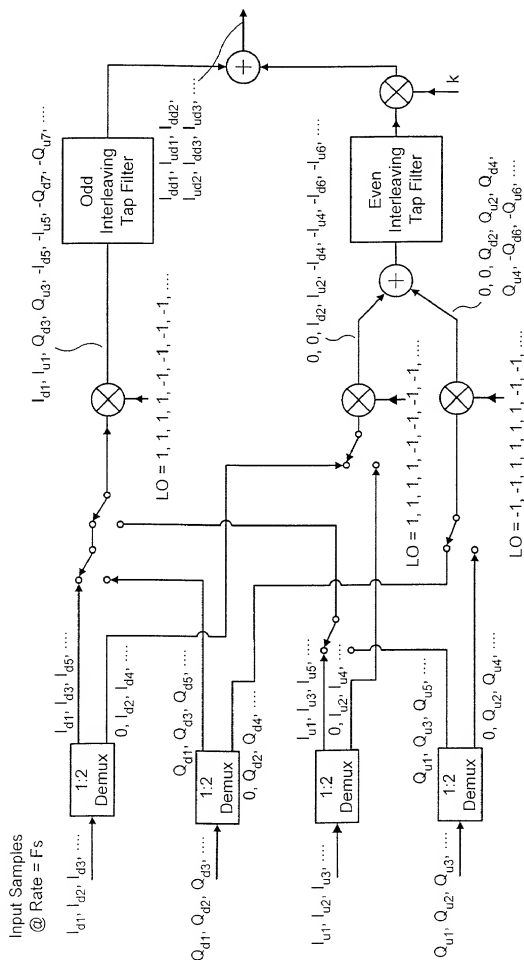 Input Samples
@ Rate = Fs
I_d1, I_d2, I_d3, ....
1:2
Demux
I_d1, I_d3, I_d5, ....
0, I_d2, I_d4, ....
Q_d1, Q_d2, Q_d3, ....
1:2
Demux
Q_d1, Q_d3, Q_d5, ....
0, Q_d2, Q_d4, ....
I_u1, I_u2, I_u3, ....
1:2
Demux
I_u1, I_u3, I_u5, ....
0, I_u2, I_u4, ....
Q_u1, Q_u2, Q_u3, ....
1:2
Demux
Q_u1, Q_u3, Q_u5, ....
0, Q_u2, Q_u4, ....
LO = 1, 1, 1, 1, -1, -1, -1, -1, ....
I_d1, I_u1, Q_d3, Q_u3, -I_d5, -I_u5, -Q_d7, -Q_u7, ....
Odd
Interleaving
Tap Filter
I_dd1, I_ud1, I_dd2,
I_ud2, I_dd3, I_ud3, ....
LO = 1, 1, 1, 1, -1, -1, -1, -1, ....
0, 0, I_d2, I_u2, -I_d4, -I_u4, -I_d6, -I_u6, ....
LO = -1, -1, 1, 1, 1, 1, -1, -1, ....
0, 0, Q_d2, Q_u2, Q_d4,
Q_u4, -Q_d6, -Q_u6, ....
Even
Interleaving
Tap Filter
k